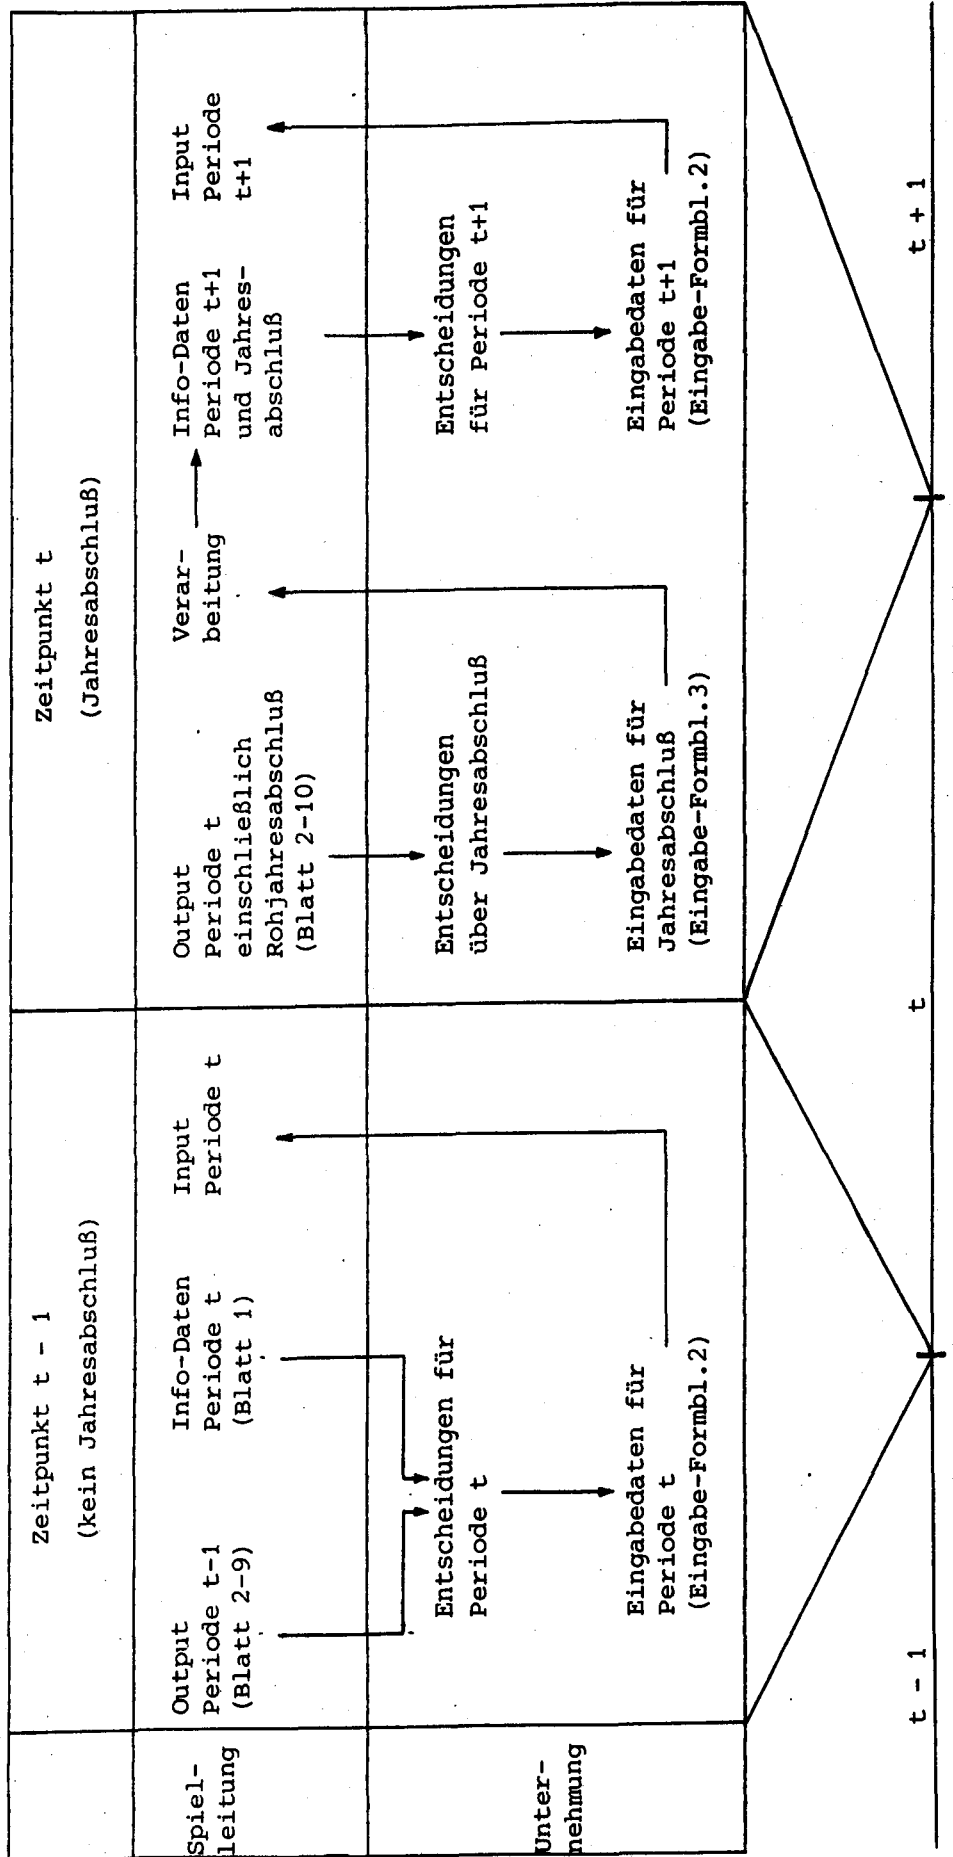 Zeitpunkt t - 1
(kein Jahresabschluß)
Zeitpunkt t
(Jahresabschluß)
Spiel-
leitung
Output
Periode t-1
(Blatt 2-9)
Info-Daten
Periode t
(Blatt 1)
Input
Periode t
Output
Periode t
einschließlich
Rohjahresabschluß
(Blatt 2-10)
Verar-
beitung
Info-Daten
Periode t+1
und Jahres-
abschluß
Input
Periode
t+1
Unter-
nehmung
Entscheidungen für
Periode t
Entscheidungen
über Jahresabschluß
Entscheidungen
für Periode t+1
Eingabedaten für
Periode t
(Eingabe-Formbl.2)
Eingabedaten für
Jahresabschluß
(Eingabe-Formbl.3)
Eingabedaten für
Periode t+1
(Eingabe-Formbl.2)
t - 1
t
t + 1